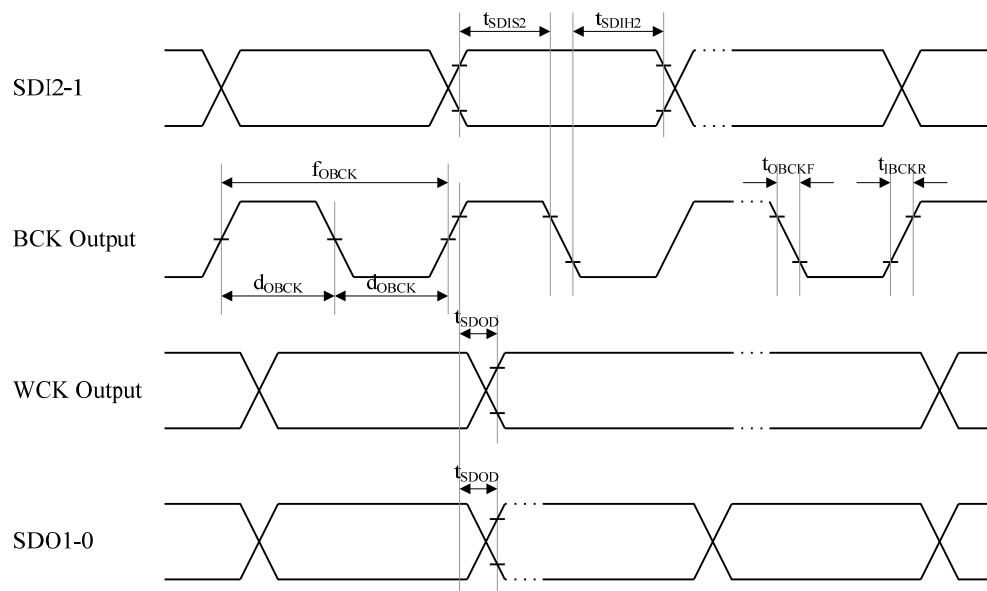 tSDIS2 tSDIH2
SDI2-1
fOBCK tOBCKF tIBCKR
BCK Output
dOBCK dOBCK
tSDOD
WCK Output
tSDOD
SDO1-0